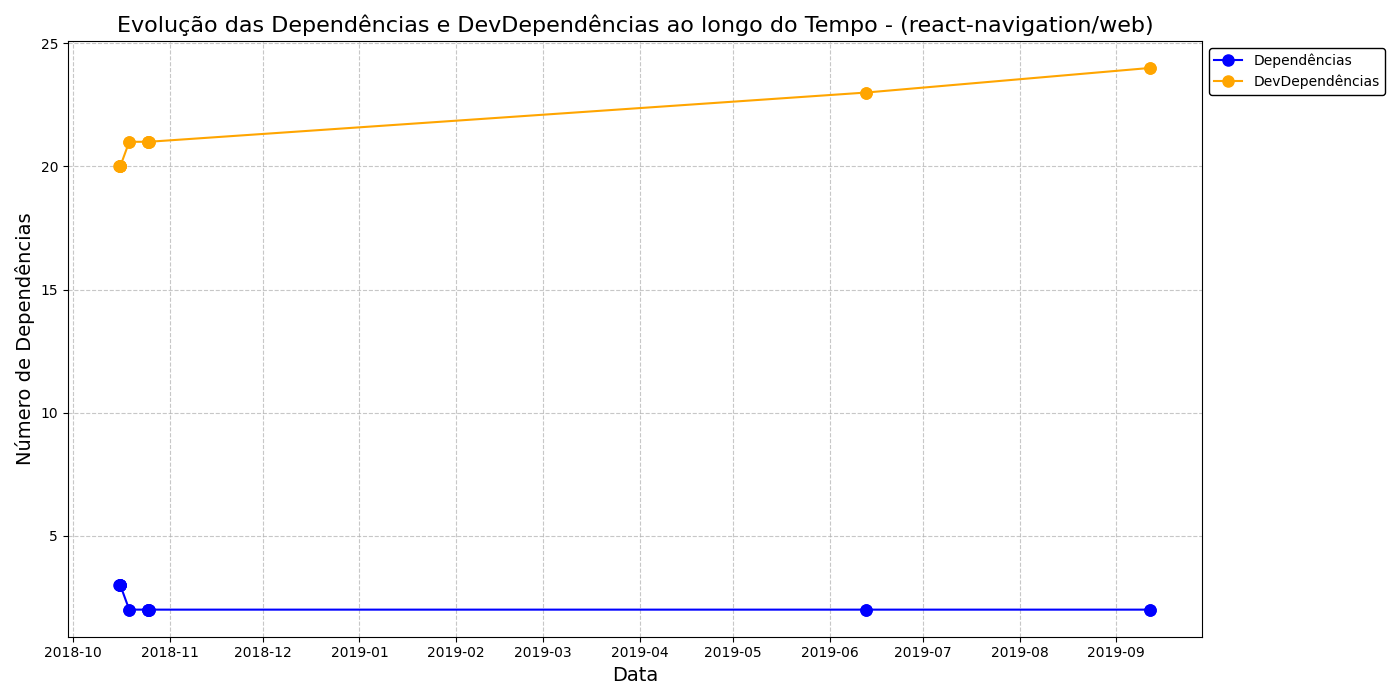 Evolução das Dependências e DevDependências ao longo do Tempo - (react-navigation/web)
Dependências
DevDependências
Número de Dependências
25
20
15
10
5
2018-10 2018-11 2018-12 2019-01 2019-02 2019-03 2019-04 2019-05 2019-06 2019-07 2019-08 2019-09
Data